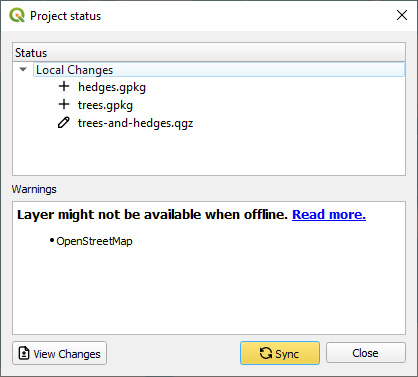 Project status
Status
Local Changes
hedges.gpkg
trees.gpkg
trees-and-hedges.qgz
Warnings
Layer might not be available when offline. Read more.
• OpenStreetMap
View Changes
Sync
Close